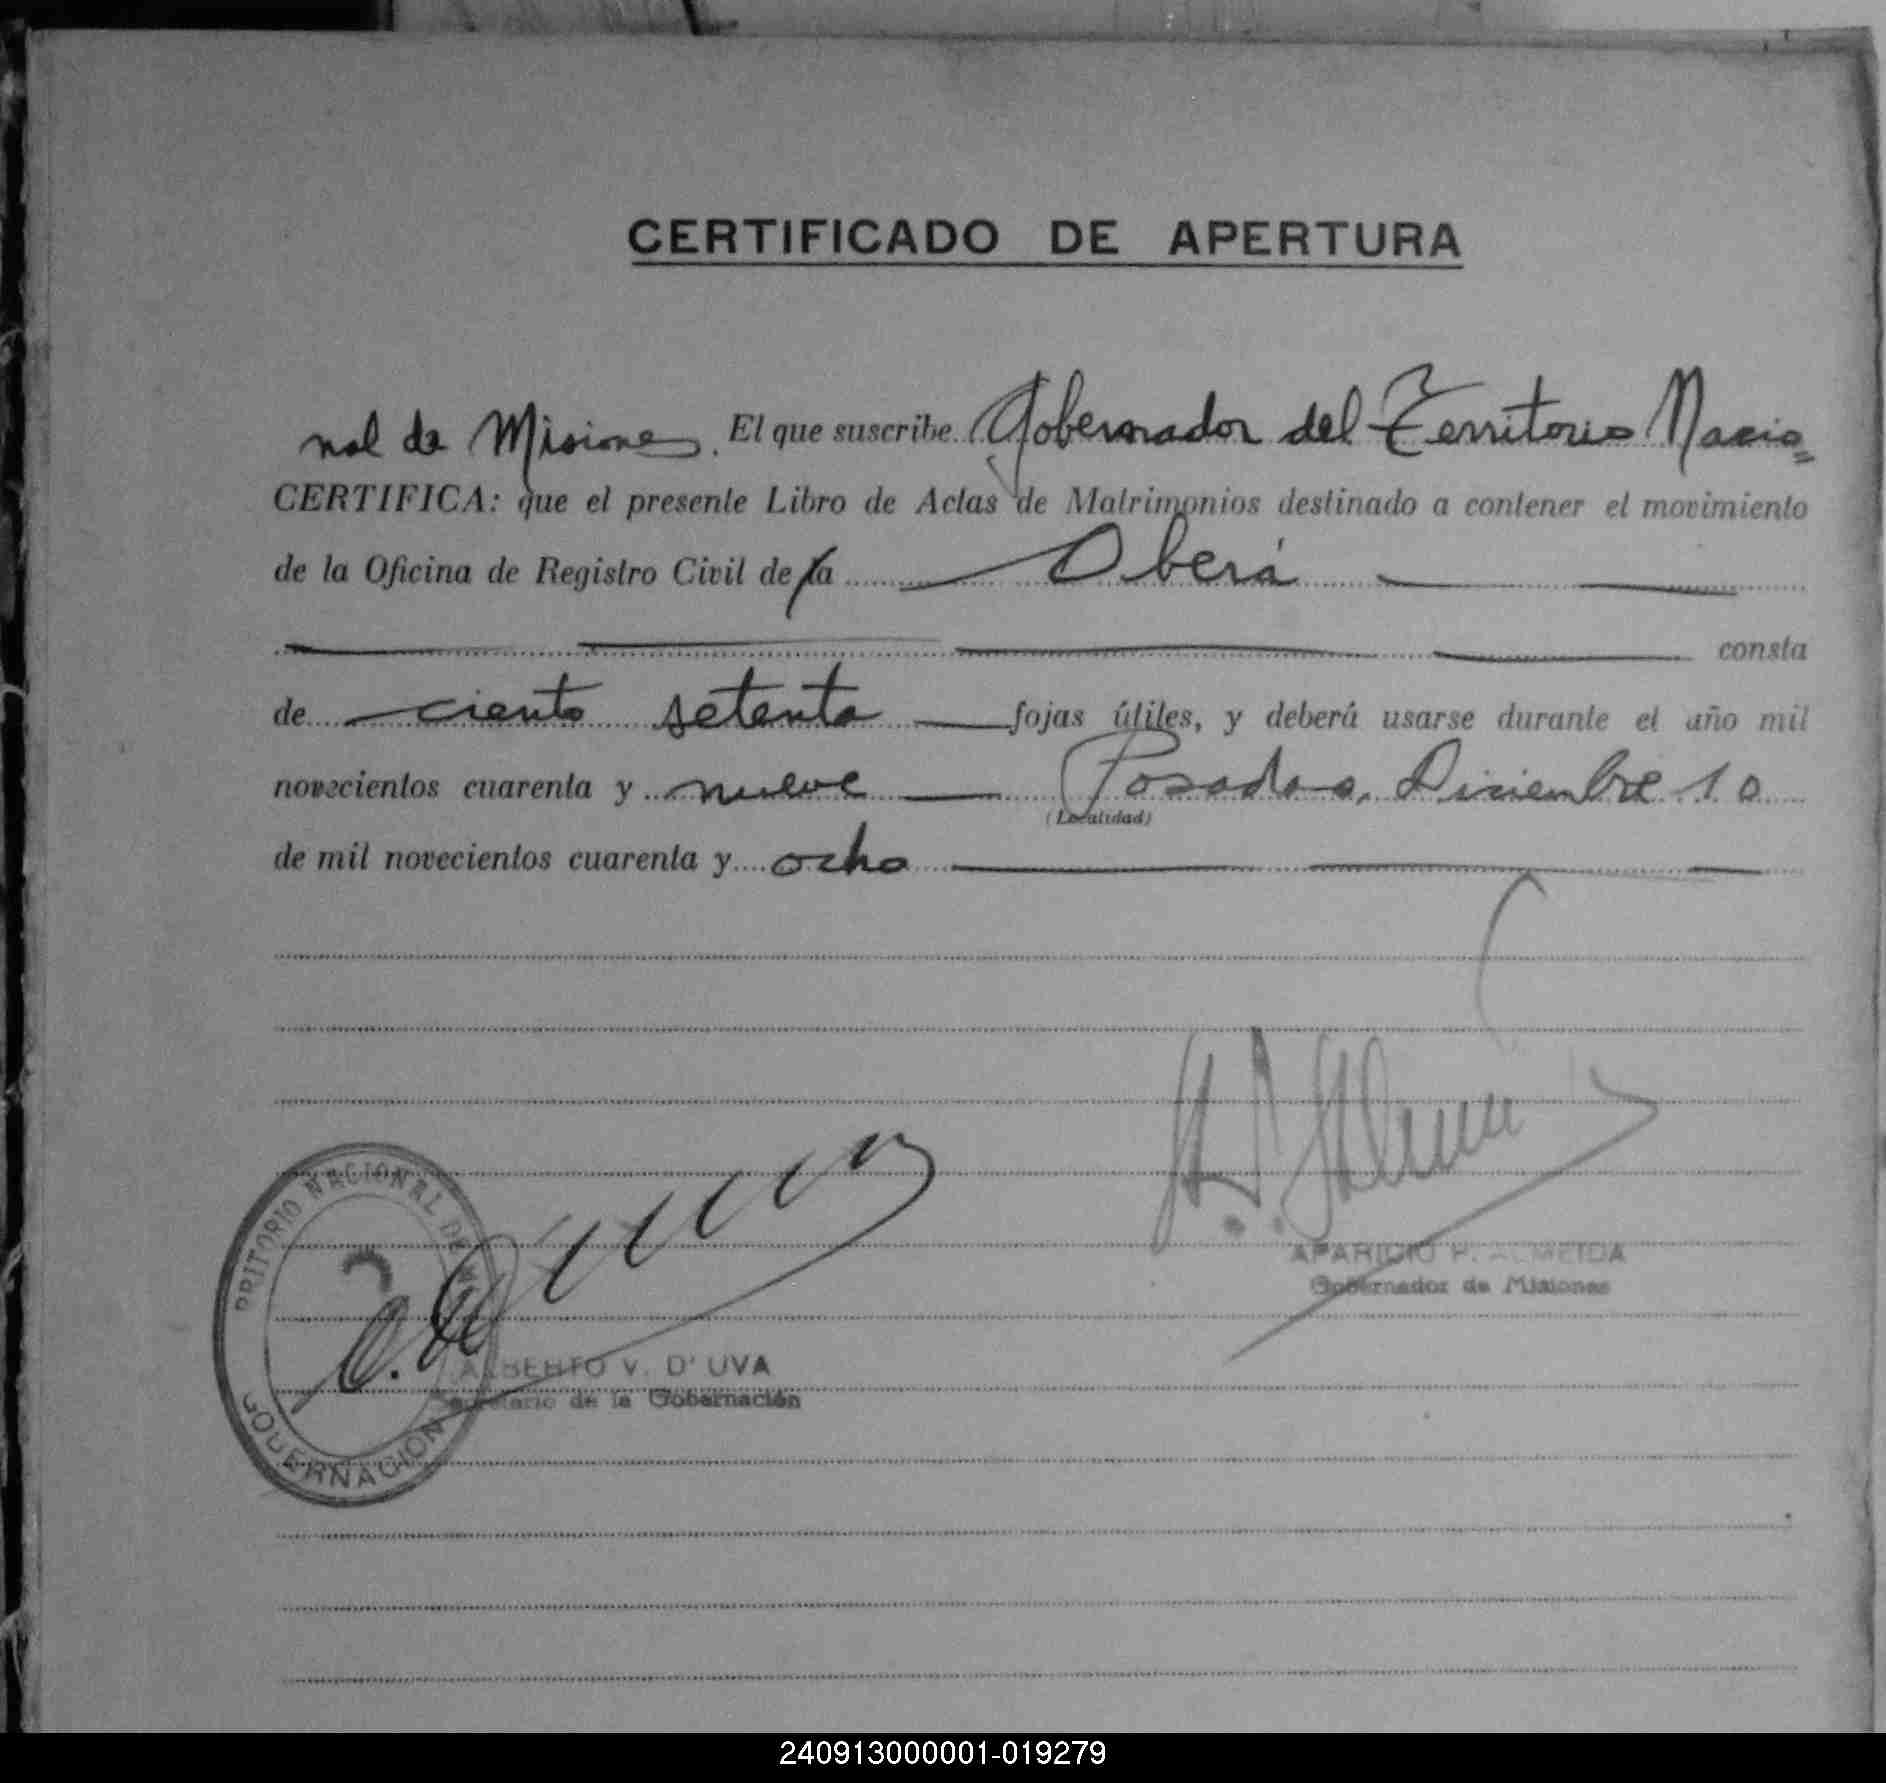 CERTIFICADO DE APERTURA
nal de Misiones. El que suscribe Gobernador del Territorio Nacio=
CERTIFICA: que el presente Libro de Actas de Matrimonios destinado a contener el movimiento
de la Oficina de Registro Civil de la Oberá
consta
de ciento setenta fojas útiles, y deberá usarse durante el año mil
novecientos cuarenta y nueve Posadas, Diciembre 10
(Localidad)
de mil novecientos cuarenta y ocho
APARICIO P. ALMEIDA
Gobernador de Misiones
RRITORIO NACIONAL DE
GOBERNACION
ALBERTO V. D'UVA
Secretario de la Gobernación
240913000001-019279